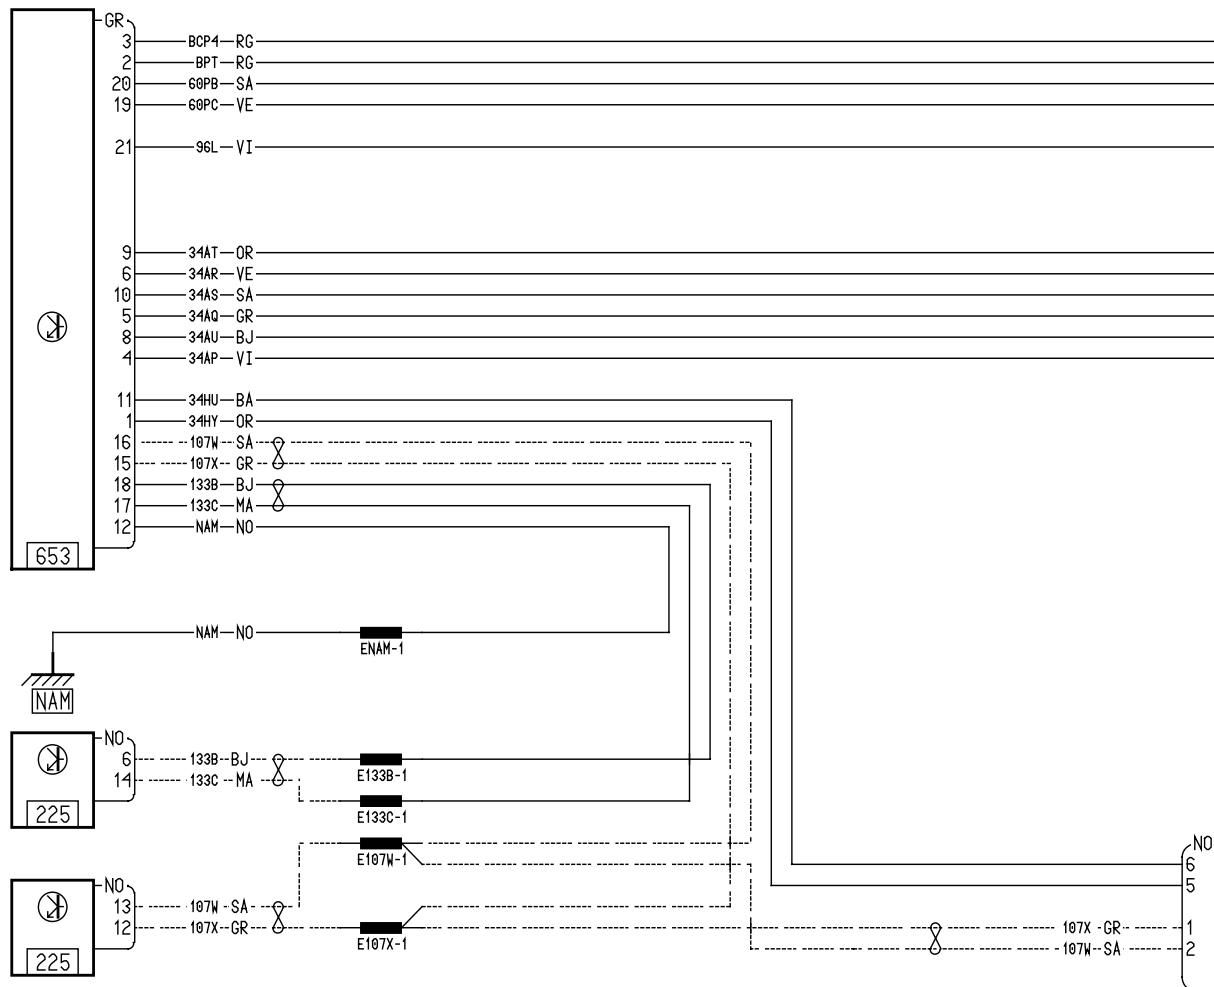 GR
3 BCP4 RG
2 BPT RG
20 60PB SA
19 60PC VE
21 96L VI
9 34AT OR
6 34AR VE
10 34AS SA
5 34AQ GR
8 34AU BJ
4 34AP VI
11 34HU BA
1 34HY OR
16 107W SA
15 107X GR
18 133B BJ
17 133C MA
12 NAM NO
653
NAM NO
ENAM-1
NAM
NO
6 133B BJ
14 133C MA
E133B-1
225
E133C-1
E107W-1
NO
6
5
NO
13 107W SA
12 107X GR
E107X-1
107X GR 1
107W SA 2
225